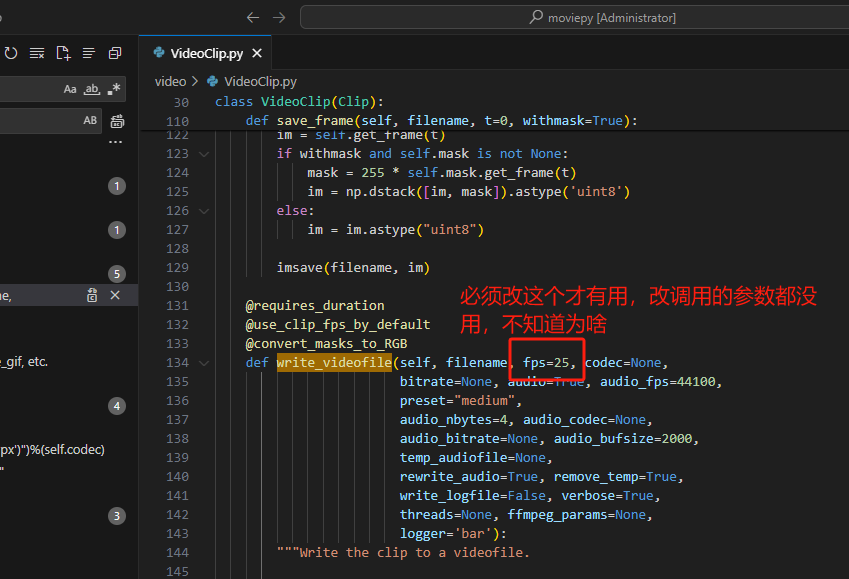 moviepy [Administrator]
VideoClip.py
Aa ab .*
video > VideoClip.py
AB
30 class VideoClip(Clip):
110 def save_frame(self, filename, t=0, withmask=True):
122 im = self.get_frame(t)
123 if withmask and self.mask is not None:
124 mask = 255 * self.mask.get_frame(t)
125 im = np.dstack([im, mask]).astype('uint8')
126 else:
127 im = im.astype("uint8")
128
129 imsave(filename, im)
130
必须改这个才有用，改调用的参数都没
用，不知道为啥
131 @requires_duration
132 @use_clip_fps_by_default
133 @convert_masks_to_RGB
134 def write_videofile(self, filename, fps=25, codec=None,
135 bitrate=None, audio=True, audio_fps=44100,
136 preset="medium",
137 audio_nbytes=4, audio_codec=None,
138 audio_bitrate=None, audio_bufsize=2000,
139 temp_audiofile=None,
140 rewrite_audio=True, remove_temp=True,
141 write_logfile=False, verbose=True,
142 threads=None, ffmpeg_params=None,
143 logger='bar'):
144 """Write the clip to a videofile.
145
1
1
5
ne,
e_gif, etc.
4
px')")%(self.codec)
"
3